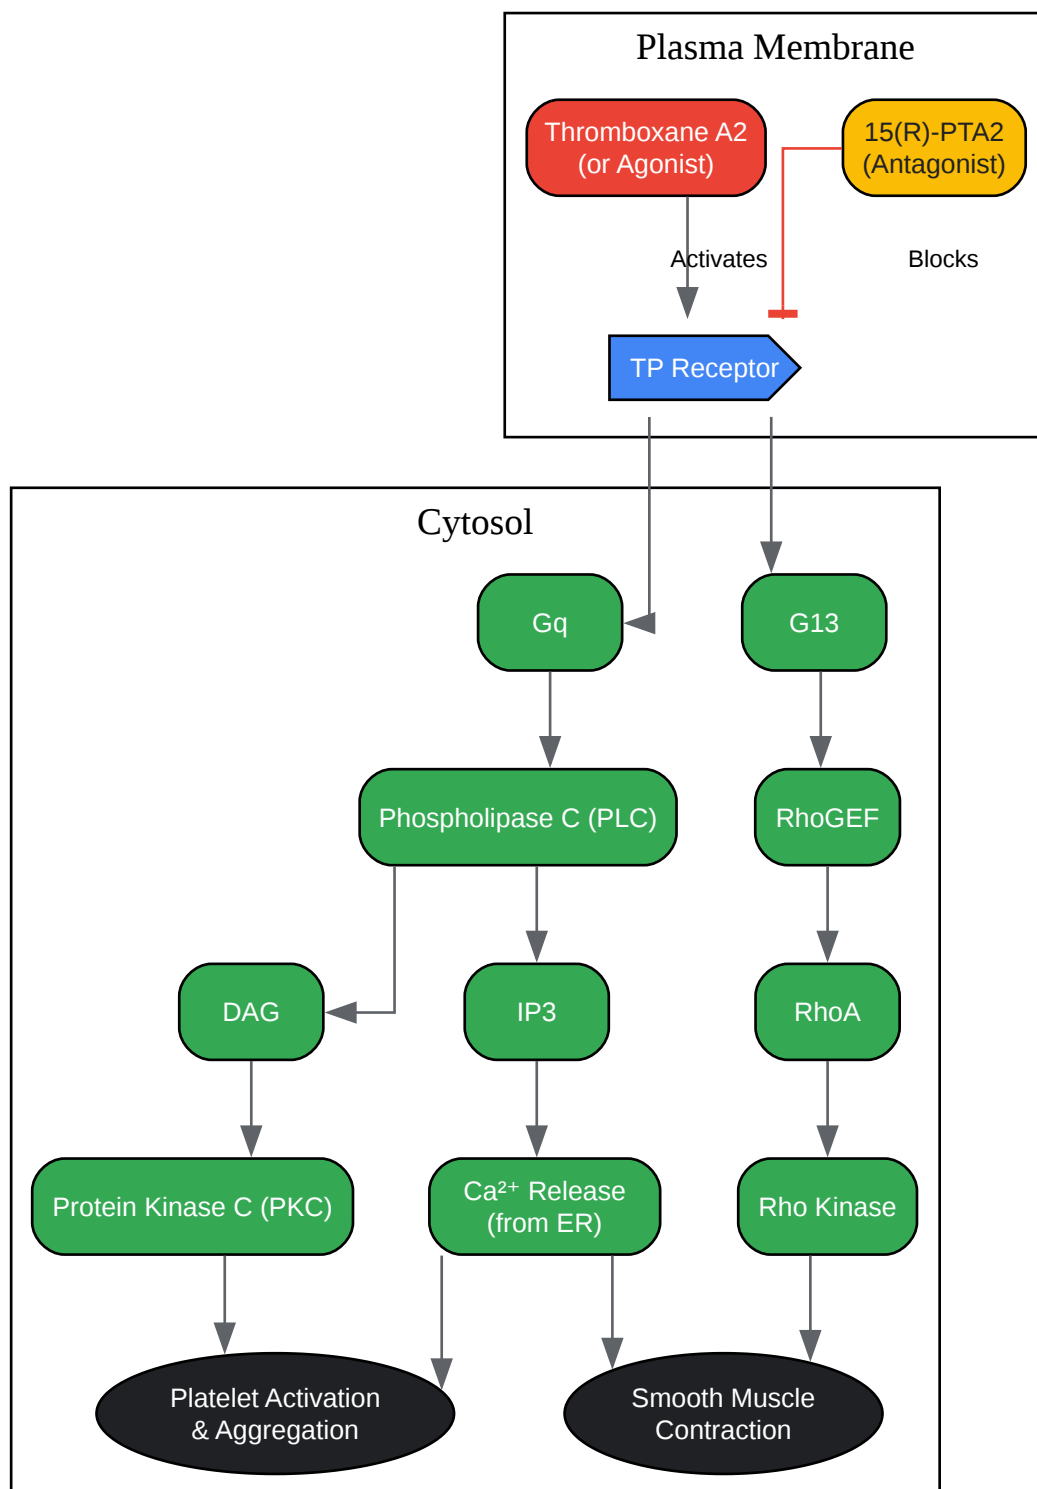 Plasma Membrane
Thromboxane A2
(or Agonist)
15(R)-PTA2
(Antagonist)
Activates
Blocks
TP Receptor
Cytosol
Gq
G13
Phospholipase C (PLC)
RhoGEF
DAG
IP3
RhoA
Protein Kinase C (PKC)
Ca²⁺ Release
(from ER)
Rho Kinase
Platelet Activation
& Aggregation
Smooth Muscle
Contraction